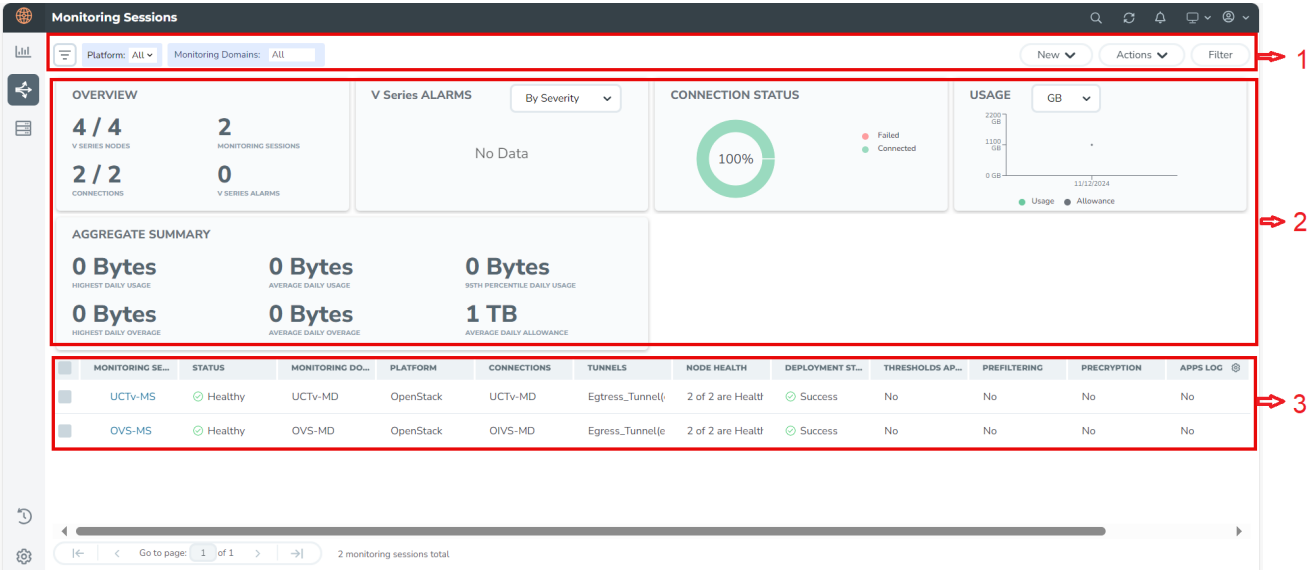 Monitoring Sessions
Platform: All Monitoring Domains: All New Actions Filter
1
OVERVIEW
4 / 4 2
V SERIES NODES MONITORING SESSIONS
2 / 2 0
CONNECTIONS V SERIES ALARMS
V Series ALARMS By Severity
No Data
CONNECTION STATUS
100%
Failed
Connected
USAGE GB
2200 GB
1100 GB
0 GB
11/12/2024
Usage Allowance
2
AGGREGATE SUMMARY
0 Bytes 0 Bytes 0 Bytes
HIGHEST DAILY USAGE AVERAGE DAILY USAGE 95TH PERCENTILE DAILY USAGE
0 Bytes 0 Bytes 1 TB
HIGHEST DAILY OVERAGE AVERAGE DAILY OVERAGE AVERAGE DAILY ALLOWANCE
MONITORING SE... STATUS MONITORING DO... PLATFORM CONNECTIONS TUNNELS NODE HEALTH DEPLOYMENT ST... THRESHOLDS AP... PREFILTERING PRECRYPTION APPS LOG
UCTv-MS Healthy UCTv-MD OpenStack UCTv-MD Egtress_Tunnel( 2 of 2 are Healtl Success No No No No
3
OVS-MS Healthy OVS-MD OpenStack OIVS-MD Egress_Tunnel(e 2 of 2 are Healtl Success No No No No
Go to page: 1 of 1 2 monitoring sessions total